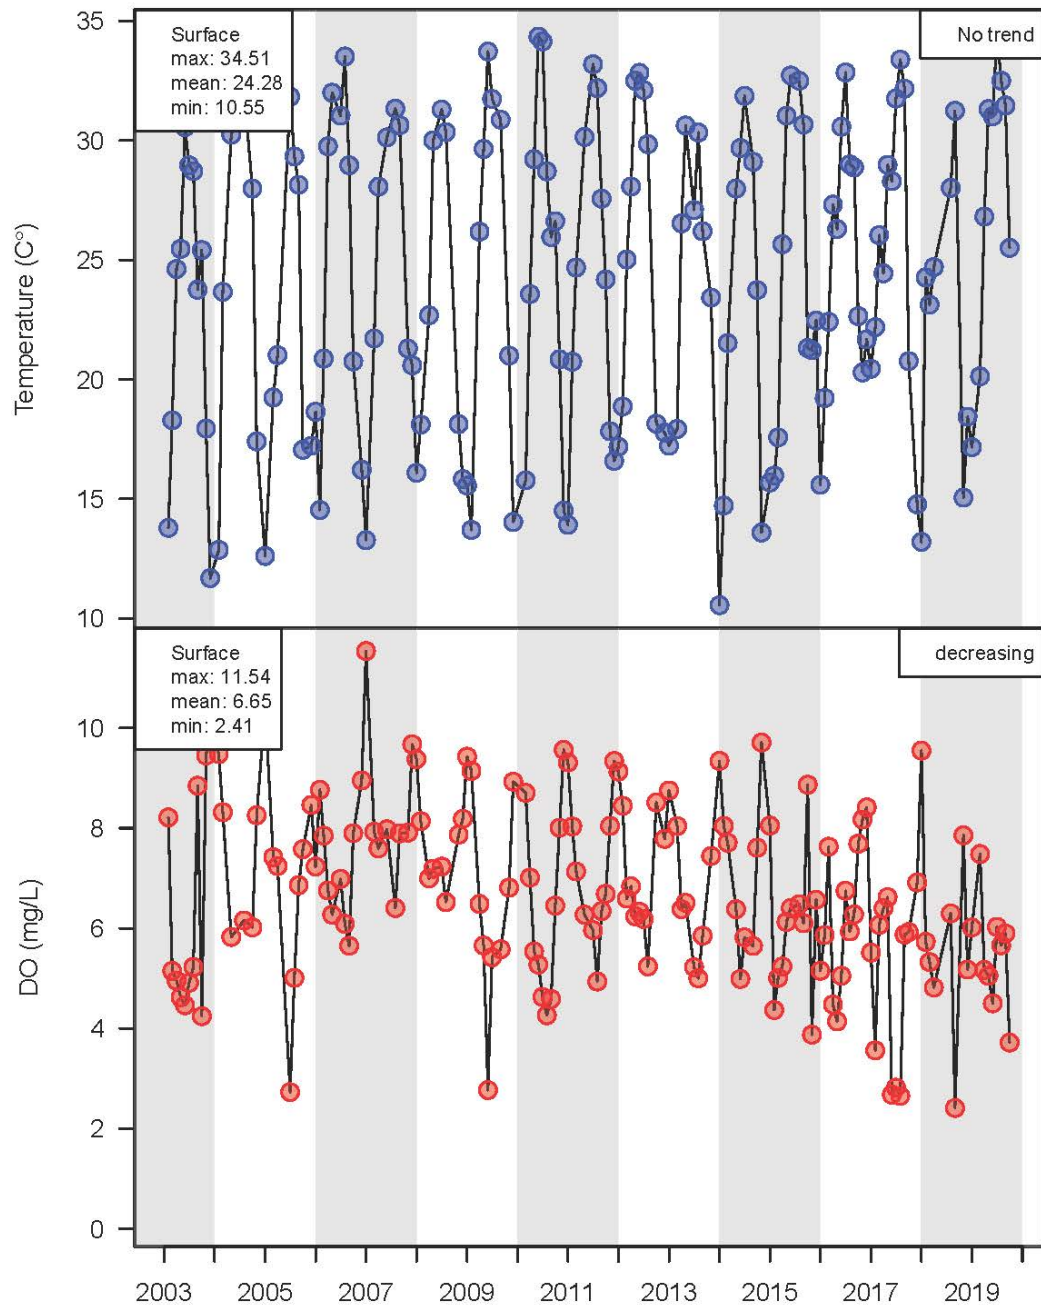 35
30
25
20
15
10
Temperature (C°)
Surface
max: 34.51
mean: 24.28
min: 10.55
No trend
10
8
6
4
2
0
DO (mg/L)
Surface
max: 11.54
mean: 6.65
min: 2.41
decreasing
2003 2005 2007 2009 2011 2013 2015 2017 2019